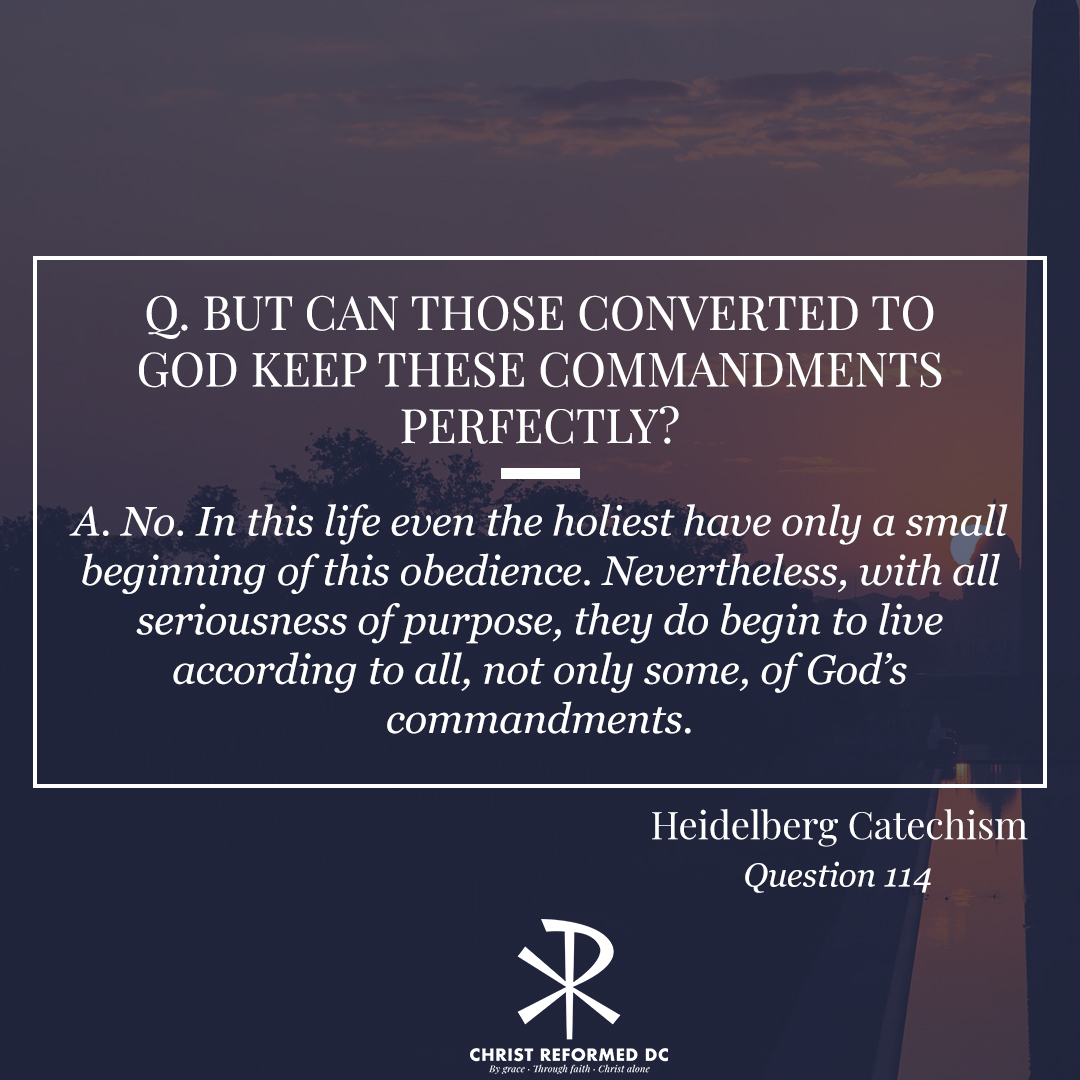 Q. BUT CAN THOSE CONVERTED TO
GOD KEEP THESE COMMANDMENTS
PERFECTLY?
A. No. In this life even the holiest have only a small
beginning of this obedience. Nevertheless, with all
seriousness of purpose, they do begin to live
according to all, not only some, of God’s
commandments.
Heidelberg Catechism
Question 114
CHRIST REFORMED DC
By grace · Through faith · Christ alone